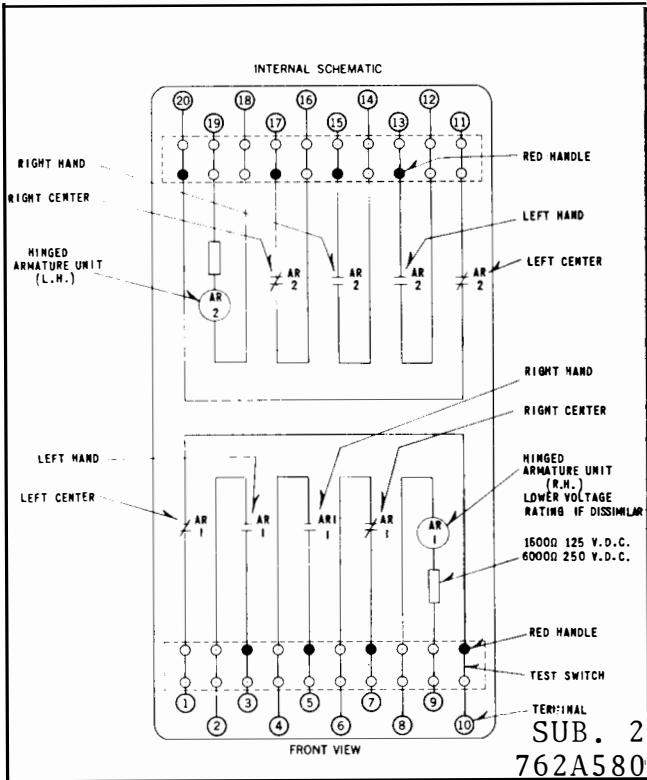 INTERNAL SCHEMATIC
20 18 16 14 12
19 17 15 13 11
RIGHT HAND
RED HANDLE
RIGHT CENTER
LEFT HAND
HINGED
ARMATURE UNIT
(L.H.)
LEFT CENTER
AR
2
AR
2
AR
2
AR
2
AR
2
RIGHT HAND
RIGHT CENTER
LEFT HAND
LEFT CENTER
HINGED
ARMATURE UNIT
(R.H.)
LOWER VOLTAGE
RATING IF DISSIMILAR
AR
1
AR
1
AR1
1
AR
1
AR
1
1500Ω 125 V.D.C.
6000Ω 250 V.D.C.
RED HANDLE
TEST SWITCH
1 3 5 7 9
2 4 6 8 10
TERMINAL
FRONT VIEW
SUB. 2
762A580